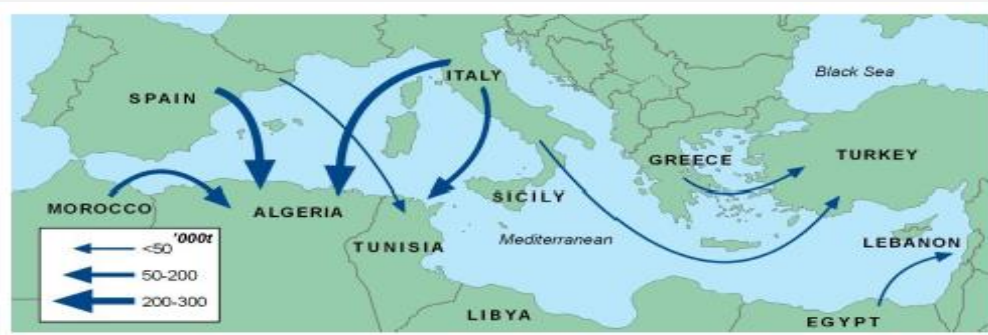 Black Sea
ITALY
SPAIN
GREECE
TURKEY
SICILY
MOROCCO
ALGERIA
TUNISIA
Mediterranean
LEBANON
LIBYA
EGYPT
'000t
<50
50-200
200-300